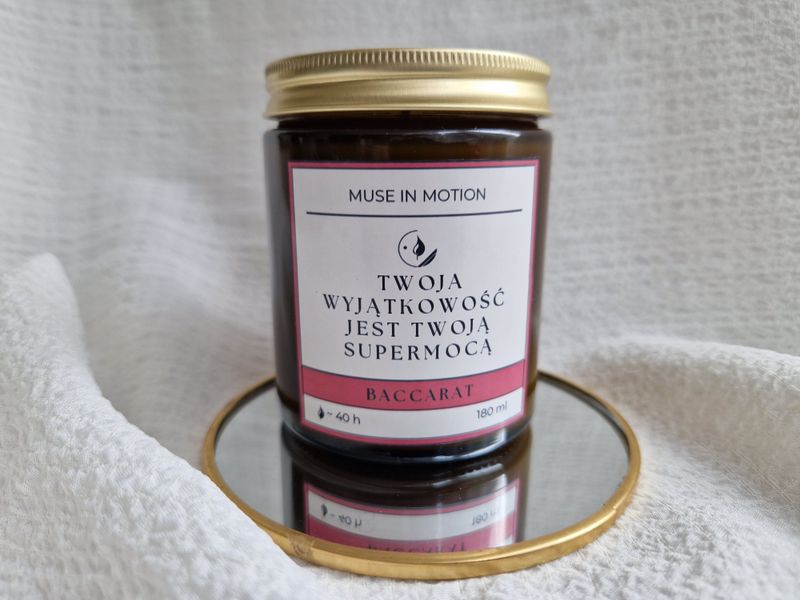 MUSE IN MOTION
TWOJA
WYJĄTKOWOŚĆ
JEST TWOJĄ
SUPERMOCĄ
BACCARAT
~ 40 h
180 ml